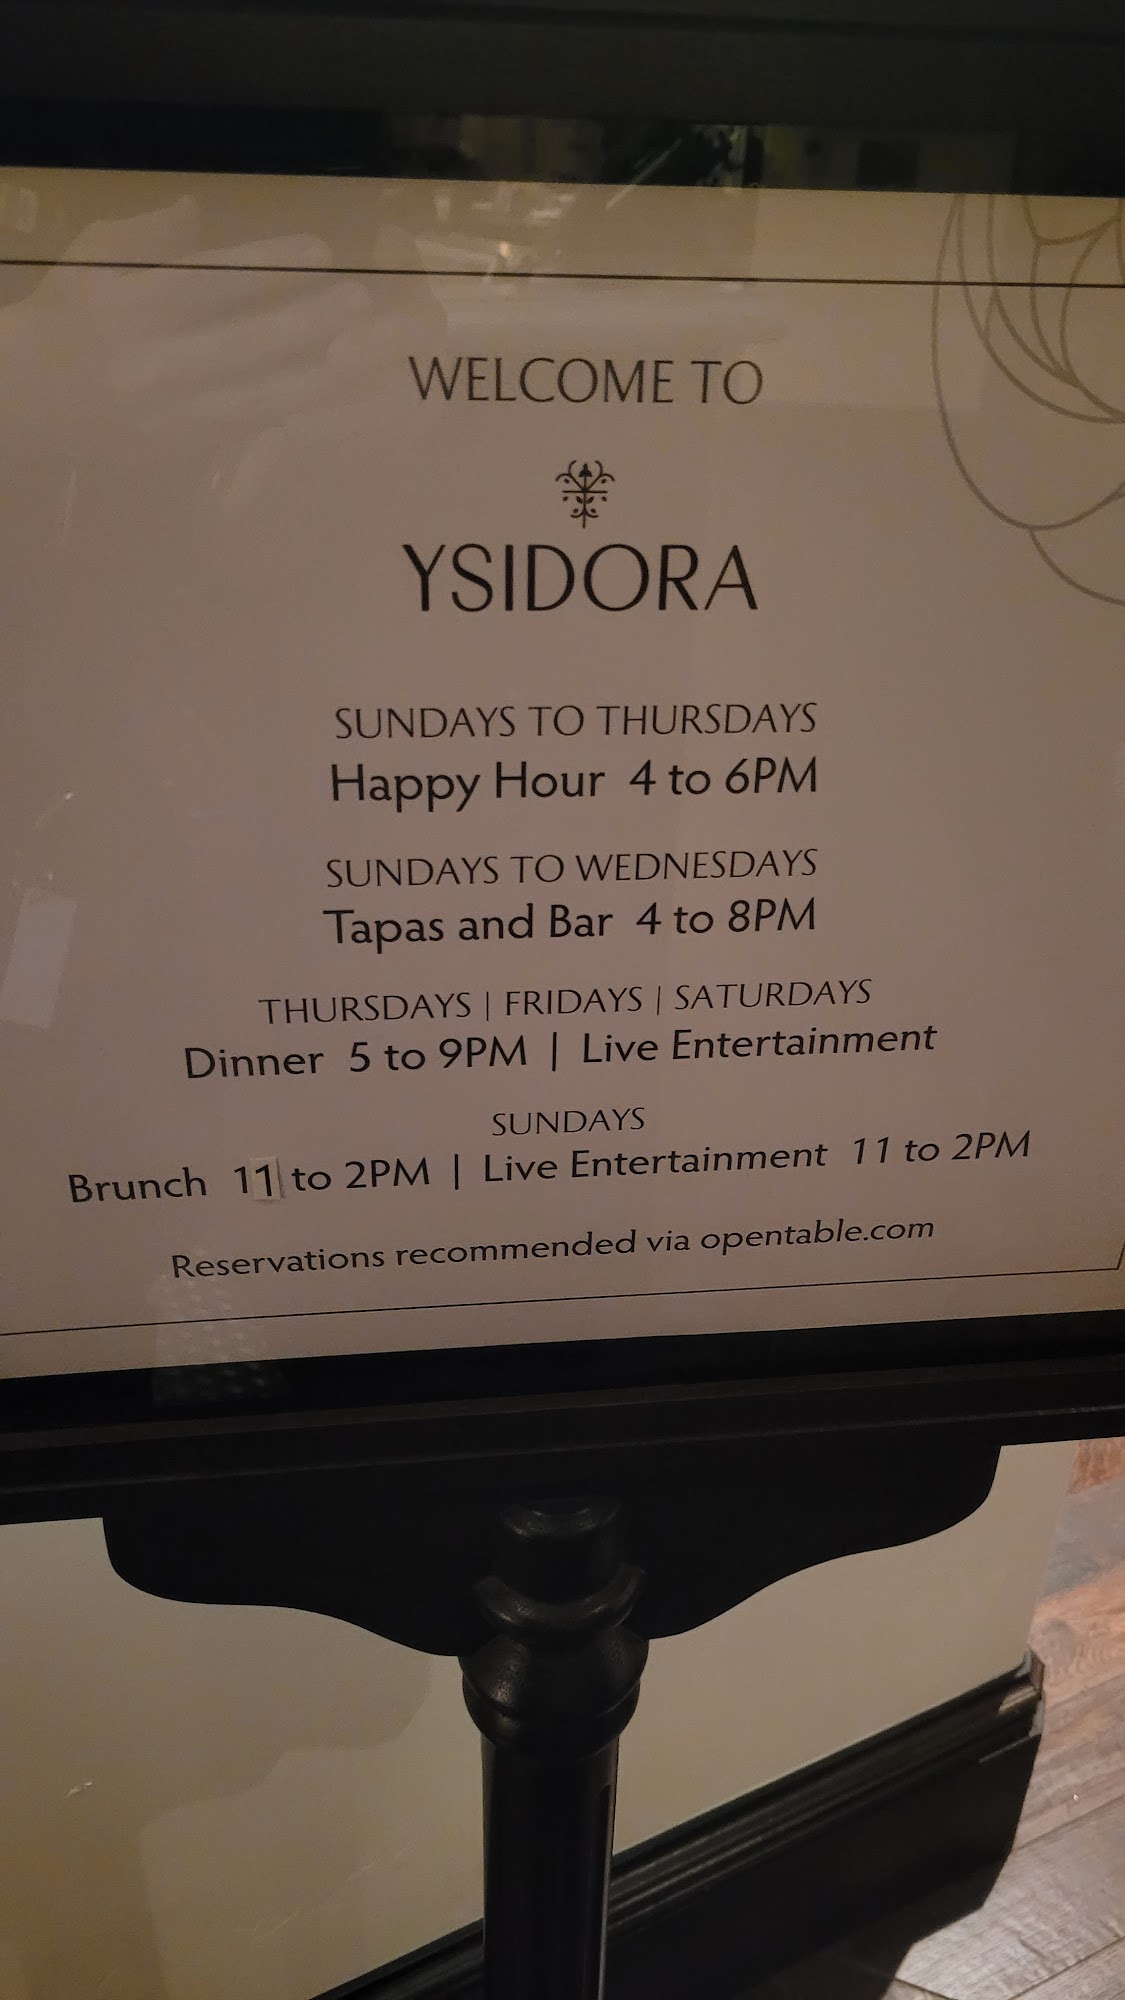 WELCOME TO
YSIDORA
SUNDAYS TO THURSDAYS
Happy Hour 4 to 6PM
SUNDAYS TO WEDNESDAYS
Tapas and Bar 4 to 8PM
THURSDAYS | FRIDAYS | SATURDAYS
Dinner 5 to 9PM | Live Entertainment
SUNDAYS
Brunch 11 to 2PM | Live Entertainment 11 to 2PM
Reservations recommended via opentable.com